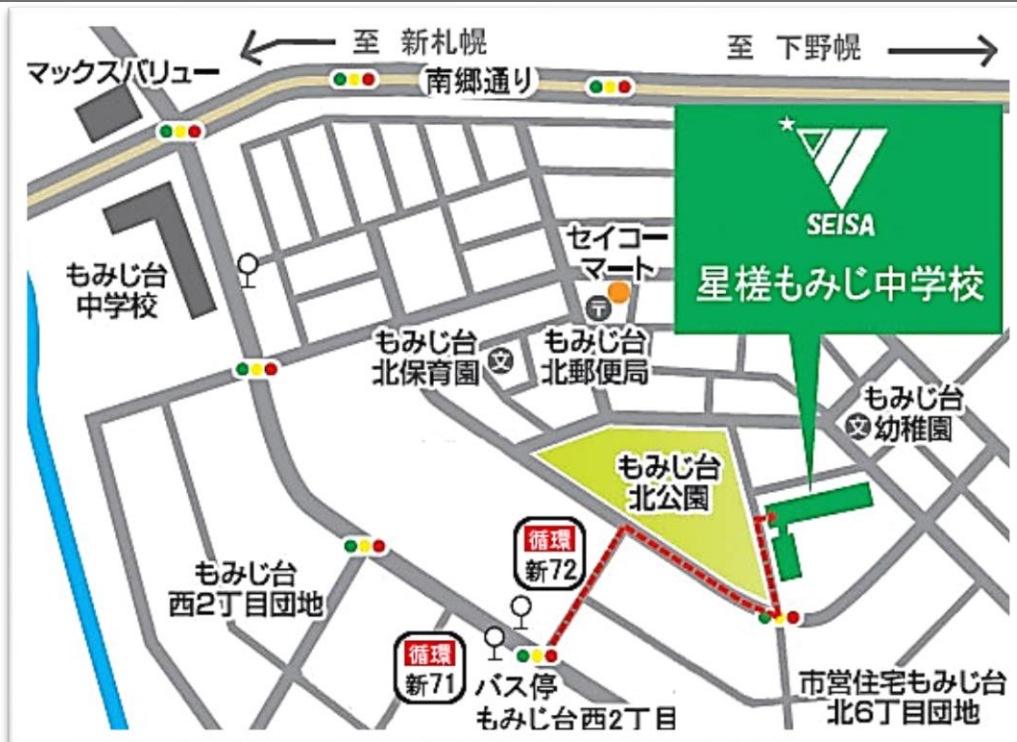 至 新札幌
至 下野幌
マックスバリュー
南郷通り
SEISA
星槎もみじ中学校
セイコー
マート
〒
もみじ台
中学校
もみじ台
北保育園
文
もみじ台
北郵便局
もみじ台
幼稚園
文
もみじ台
北公園
循環
新72
もみじ台
西2丁目団地
循環
新71
バス停
もみじ台西2丁目
市営住宅もみじ台
北6丁目団地